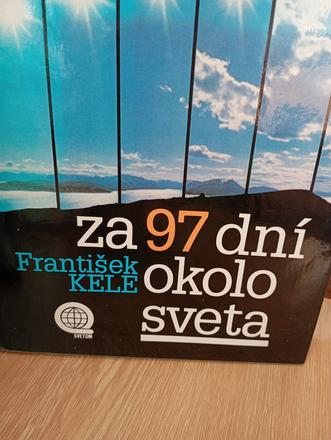 za 97 dní
František
KELE
okolo
sveta
SVETOM